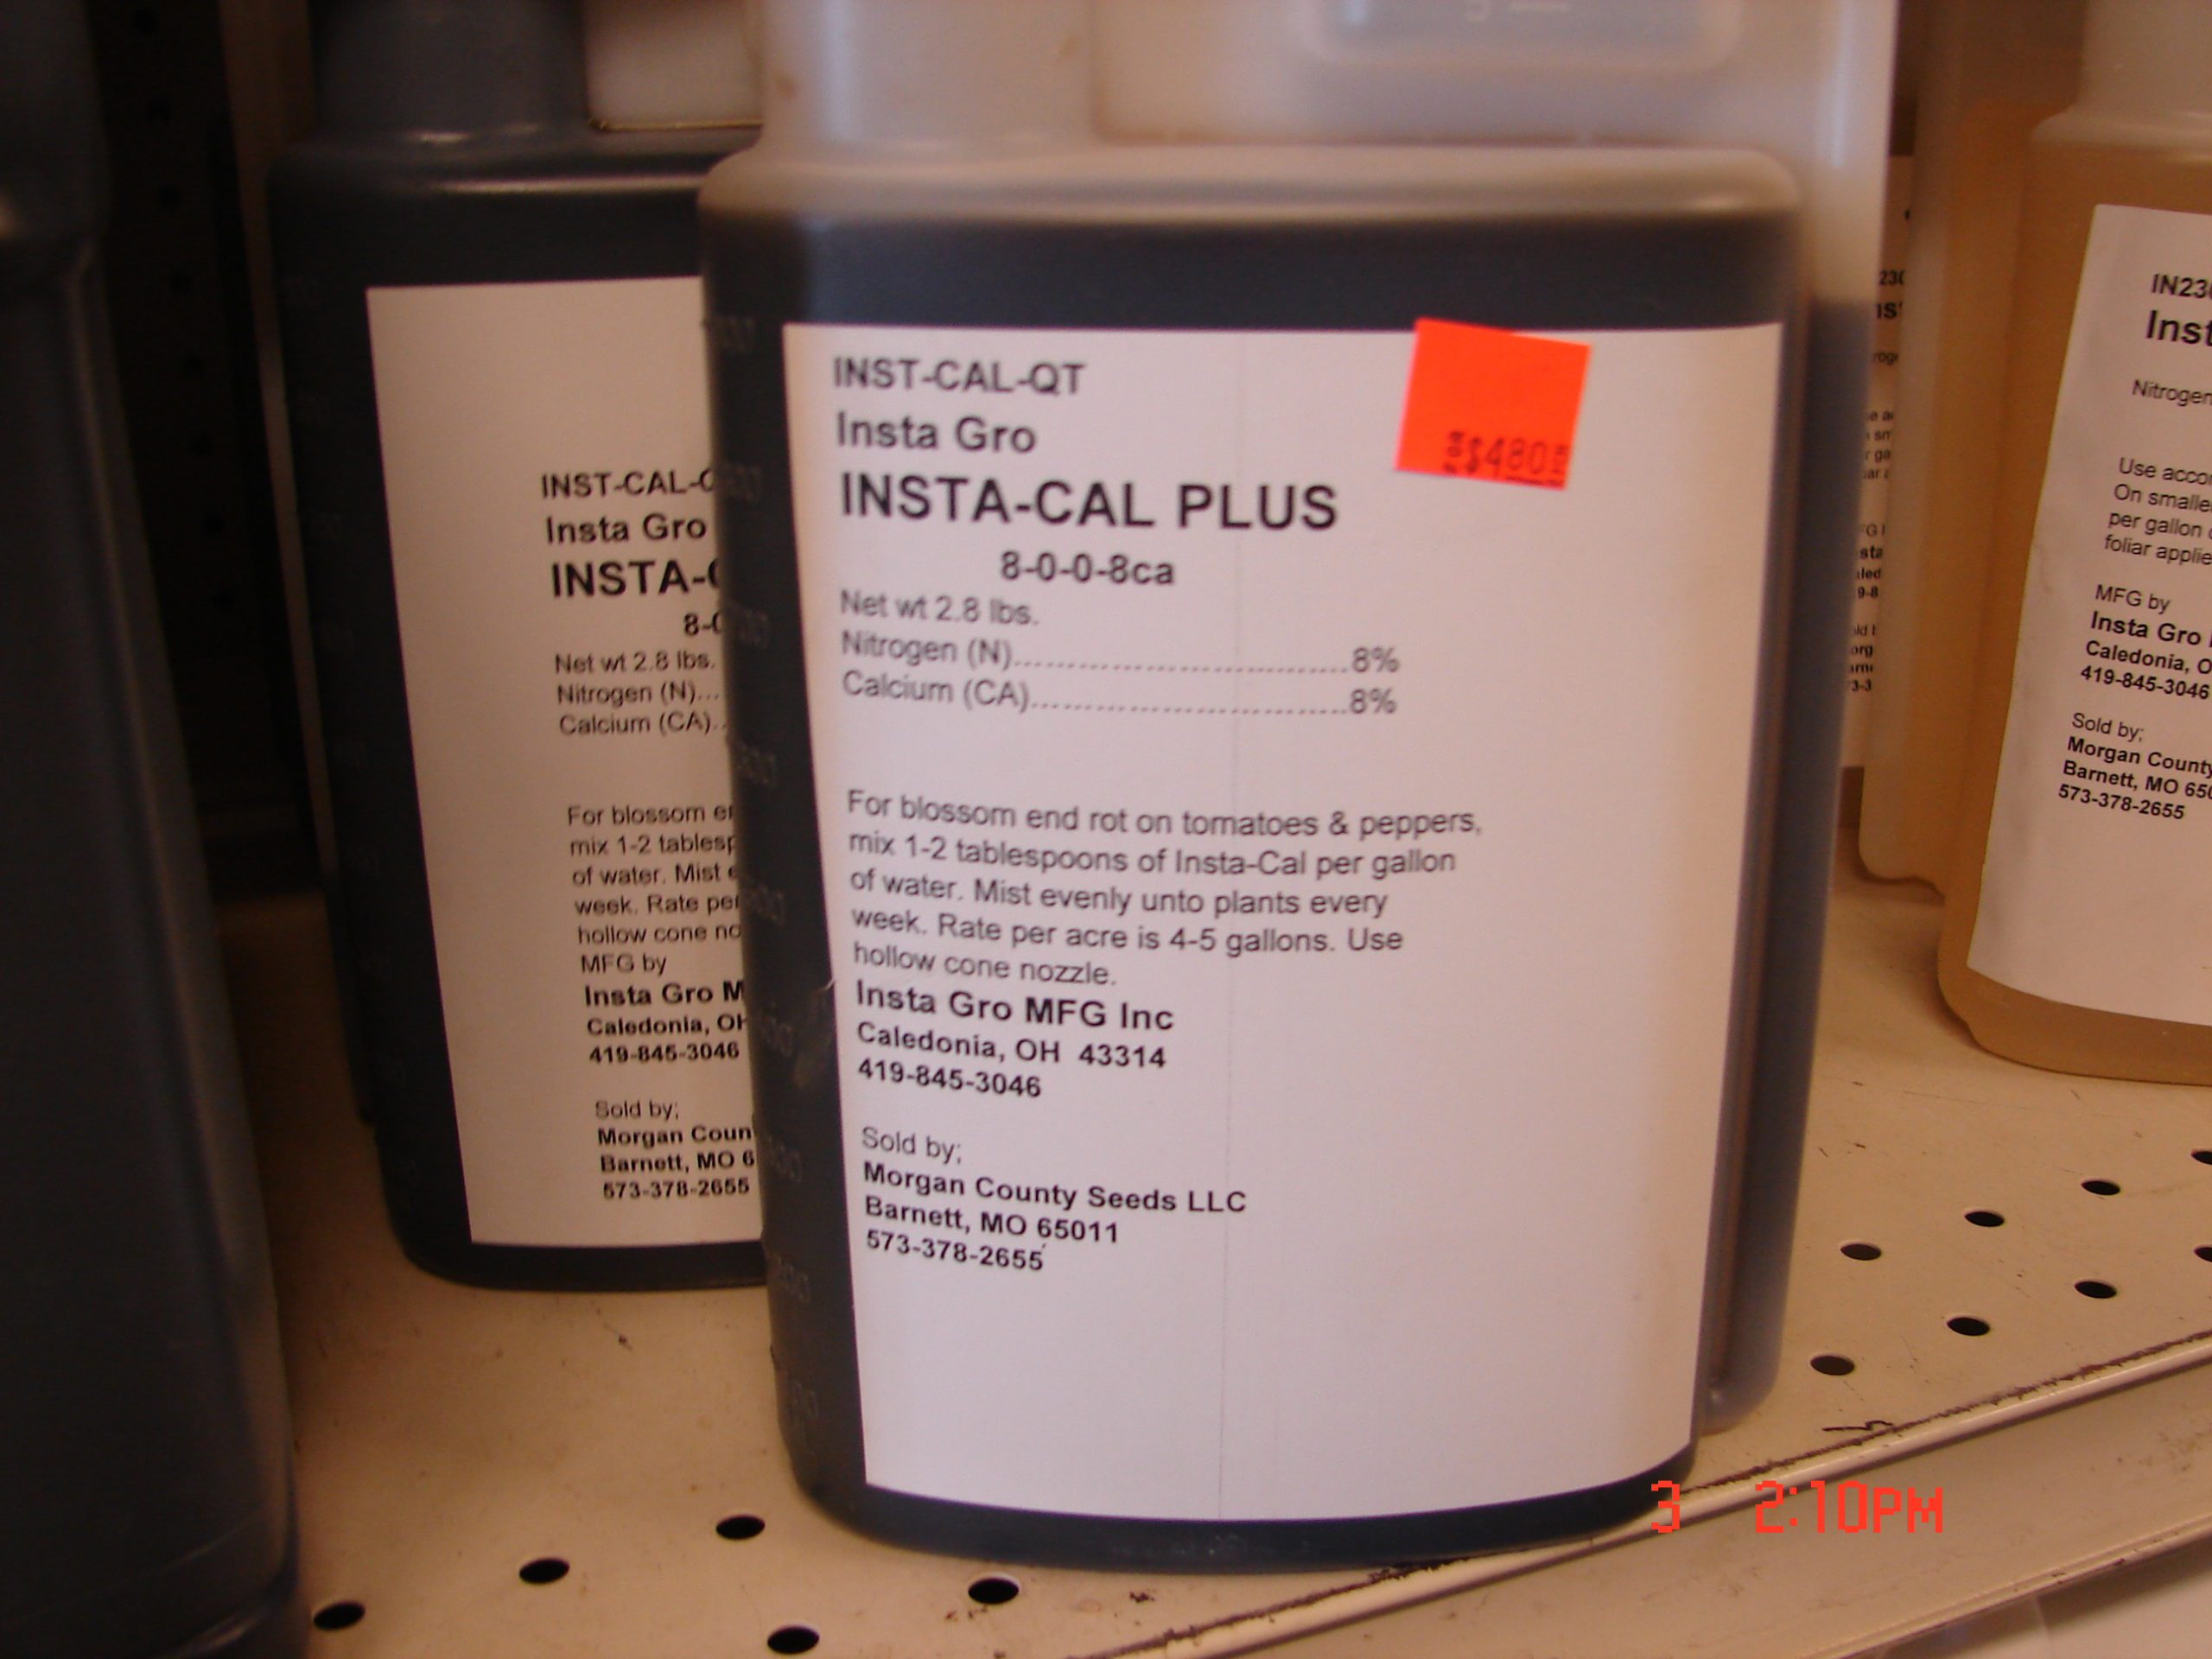 INST-CAL-QT
Insta Gro
INSTA-CAL PLUS
8-0-0-8ca
Net wt 2.8 lbs.
Nitrogen (N)................................8%
Calcium (CA)..............................8%
For blossom end rot on tomatoes & peppers,
mix 1-2 tablespoons of Insta-Cal per gallon
of water. Mist evenly unto plants every
week. Rate per acre is 4-5 gallons. Use
hollow cone nozzle.
Insta Gro MFG Inc
Caledonia, OH 43314
419-845-3046
Sold by;
Morgan County Seeds LLC
Barnett, MO 65011
573-378-2655
$480
INST-CAL-
Insta Gro
INSTA-
8-
Net wt 2.8 lbs.
Nitrogen (N)...
Calcium (CA)..
For blossom
mix 1-2
of water. Mist
week. Rate
hollow cone
MFG by
Insta Gro
Caledonia, OH
419-845-3046
Sold by;
Morgan
Barnett, MO
573-378-2655
Nitrogen
Use
On
per gallon
foliar
MFG by
Insta Gro
Caledonia,
419-845-3046
Sold by;
Morgan County
Barnett, MO
573-378-2655
3 2:10PM